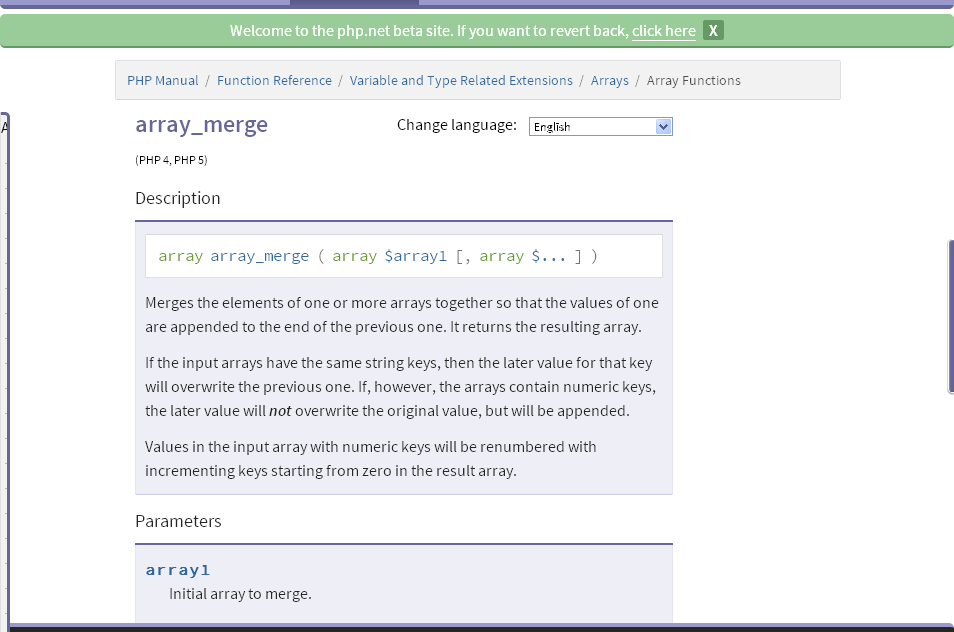 Welcome to the php.net beta site. If you want to revert back, click here X
PHP Manual / Function Reference / Variable and Type Related Extensions / Arrays / Array Functions
A
array_merge
Change language: English
(PHP 4, PHP 5)
Description
array array_merge ( array $array1 [, array $... ] )
Merges the elements of one or more arrays together so that the values of one
are appended to the end of the previous one. It returns the resulting array.
If the input arrays have the same string keys, then the later value for that key
will overwrite the previous one. If, however, the arrays contain numeric keys,
the later value will not overwrite the original value, but will be appended.
Values in the input array with numeric keys will be renumbered with
incrementing keys starting from zero in the result array.
Parameters
array1
Initial array to merge.